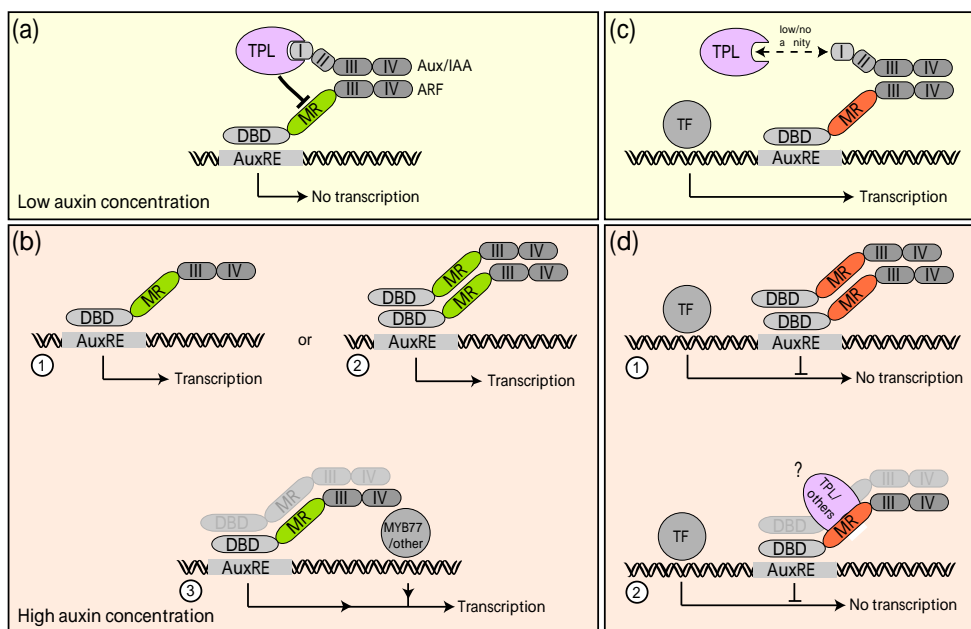 (a)
TPL
I
II
III
IV
Aux/IAA
III
IV
ARF
MR
DBD
AuxRE
No transcription
Low auxin concentration
(c)
TPL
low/no
a nity
I
II
III
IV
III
IV
MR
TF
DBD
AuxRE
Transcription
(b)
III
IV
MR
DBD
AuxRE
1
Transcription
or
III
IV
MR
III
IV
MR
DBD
DBD
AuxRE
2
Transcription
III
IV
MR
III
IV
MR
DBD
DBD
MYB77
/other
AuxRE
3
Transcription
High auxin concentration
(d)
III
IV
MR
III
IV
MR
TF
DBD
DBD
AuxRE
1
No transcription
?
TPL/
others
III
IV
III
IV
MR
DBD
TF
DBD
AuxRE
2
No transcription